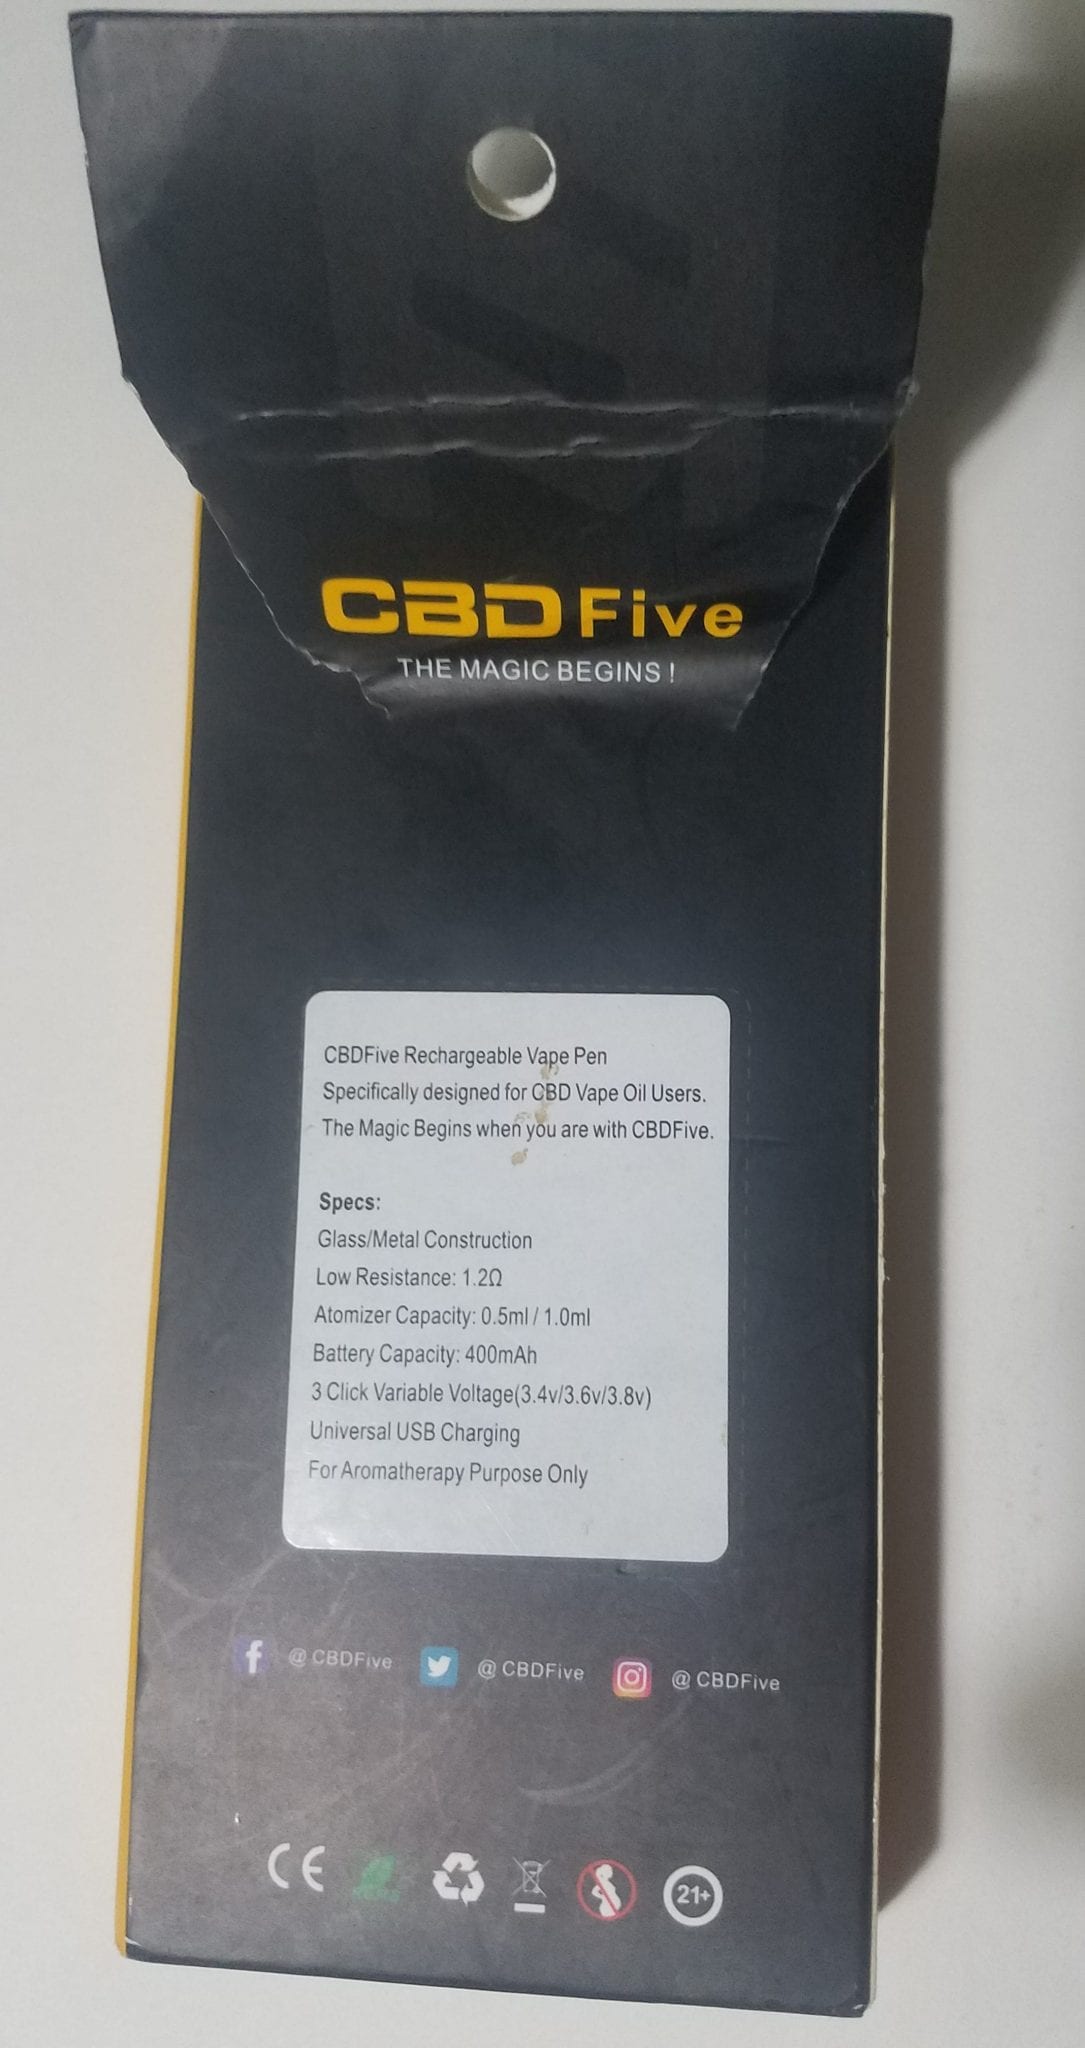 CBD Five
THE MAGIC BEGINS !
CBDFive Rechargeable Vape Pen
Specifically designed for CBD Vape Oil Users.
The Magic Begins when you are with CBDFive.
Specs:
Glass/Metal Construction
Low Resistance: 1.2Ω
Atomizer Capacity: 0.5ml / 1.0ml
Battery Capacity: 400mAh
3 Click Variable Voltage(3.4v/3.6v/3.8v)
Universal USB Charging
For Aromatherapy Purpose Only
@ CBDFive @ CBDFive @ CBDFive
CE 21+